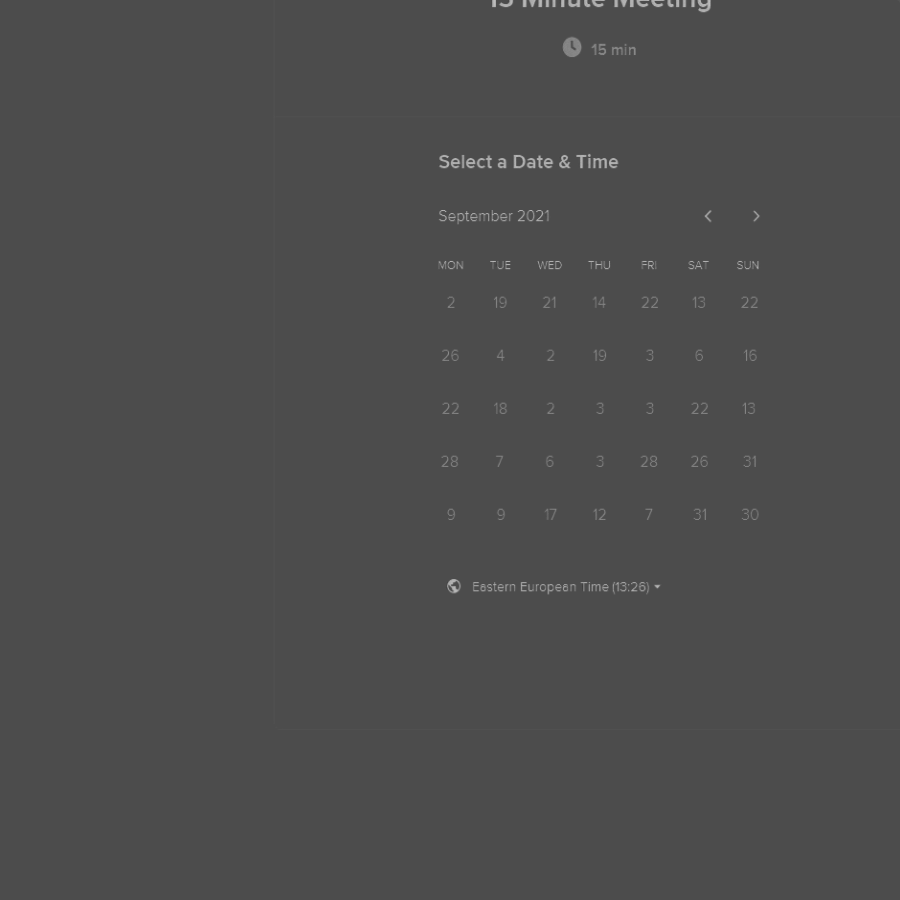 15 Minute Meeting
15 min
Select a Date & Time
September 2021
MON TUE WED THU FRI SAT SUN
2 19 21 14 22 13 22
26 4 2 19 3 6 16
22 18 2 3 3 22 13
28 7 6 3 28 26 31
9 9 17 12 7 31 30
Eastern European Time (13:26)